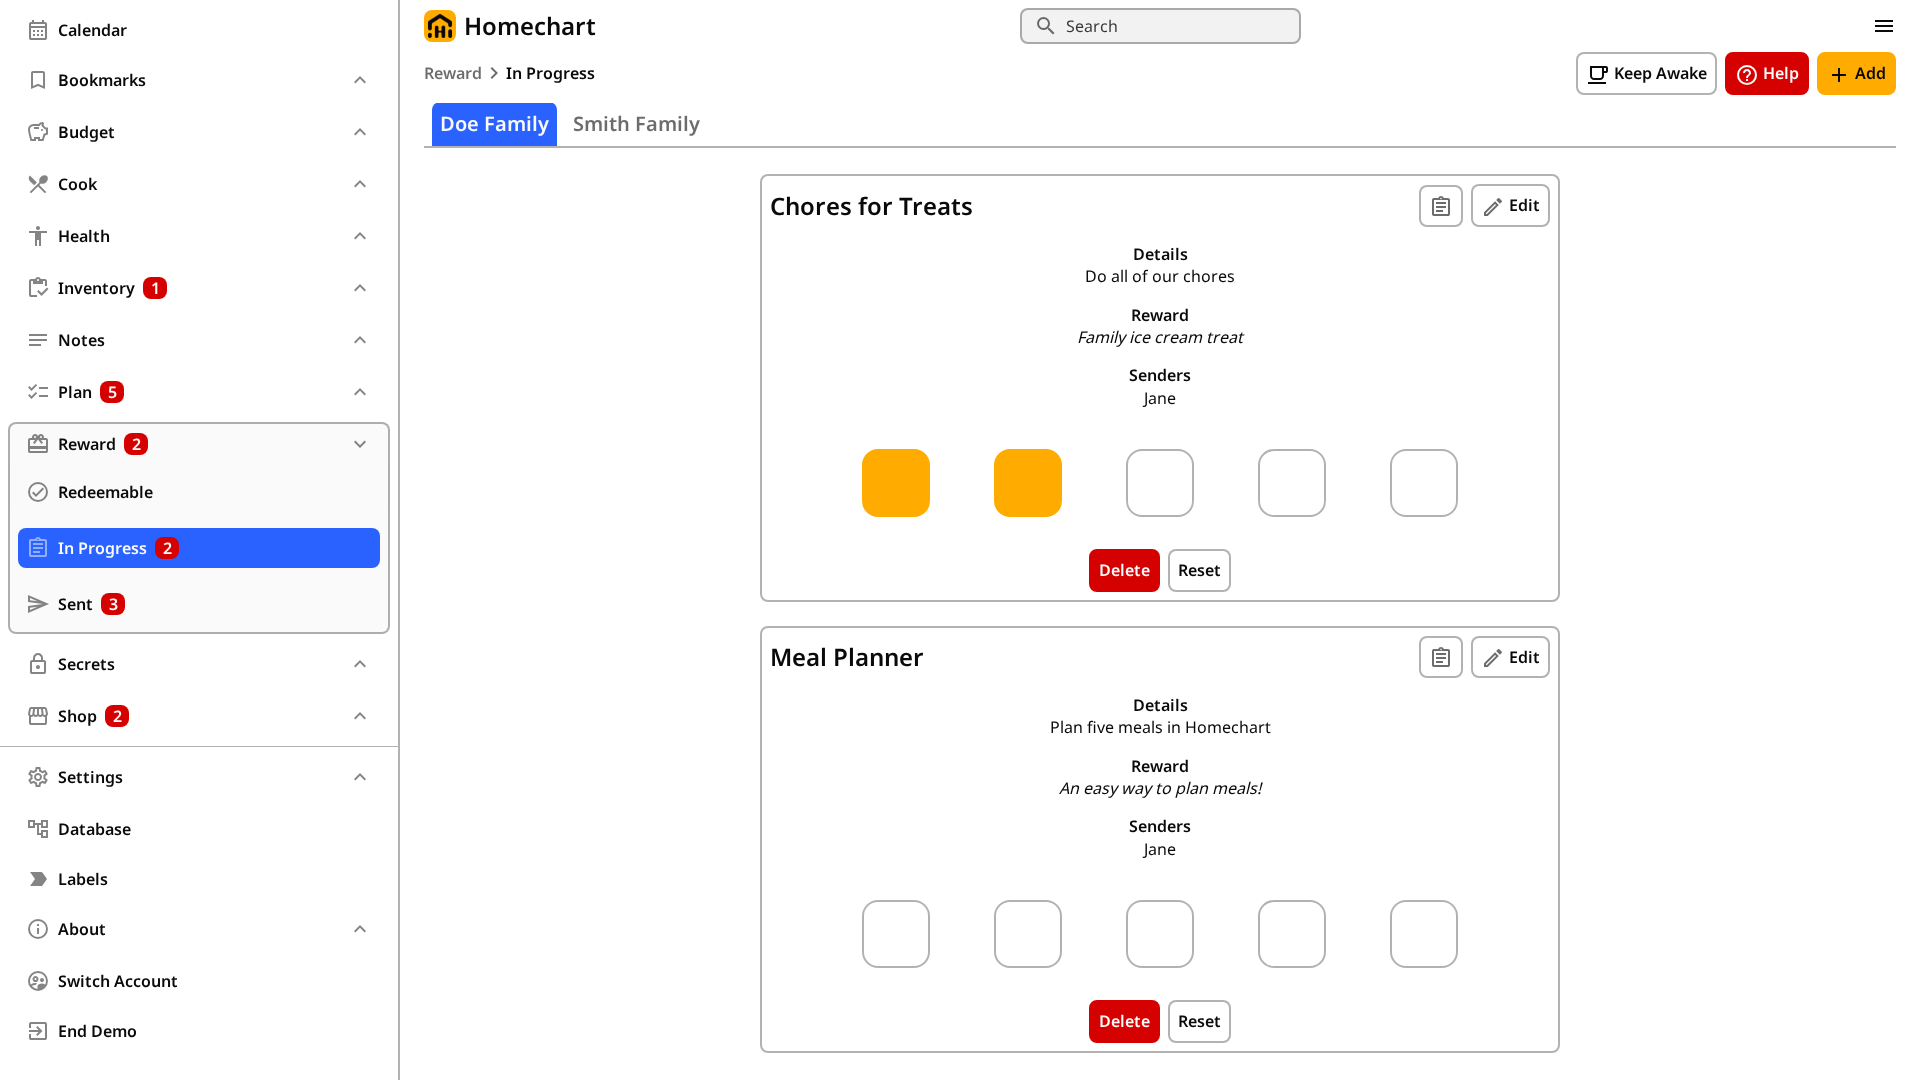 Calendar
Bookmarks
Budget
Cook
Health
Inventory 1
Notes
Plan 5
Reward 2
Redeemable
In Progress 2
Sent 3
Secrets
Shop 2
Settings
Database
Labels
About
Switch Account
End Demo
Homechart
Search
Reward > In Progress
Keep Awake
Help
Add
Doe Family
Smith Family
Chores for Treats
Edit
Details
Do all of our chores
Reward
Family ice cream treat
Senders
Jane
Delete
Reset
Meal Planner
Edit
Details
Plan five meals in Homechart
Reward
An easy way to plan meals!
Senders
Jane
Delete
Reset